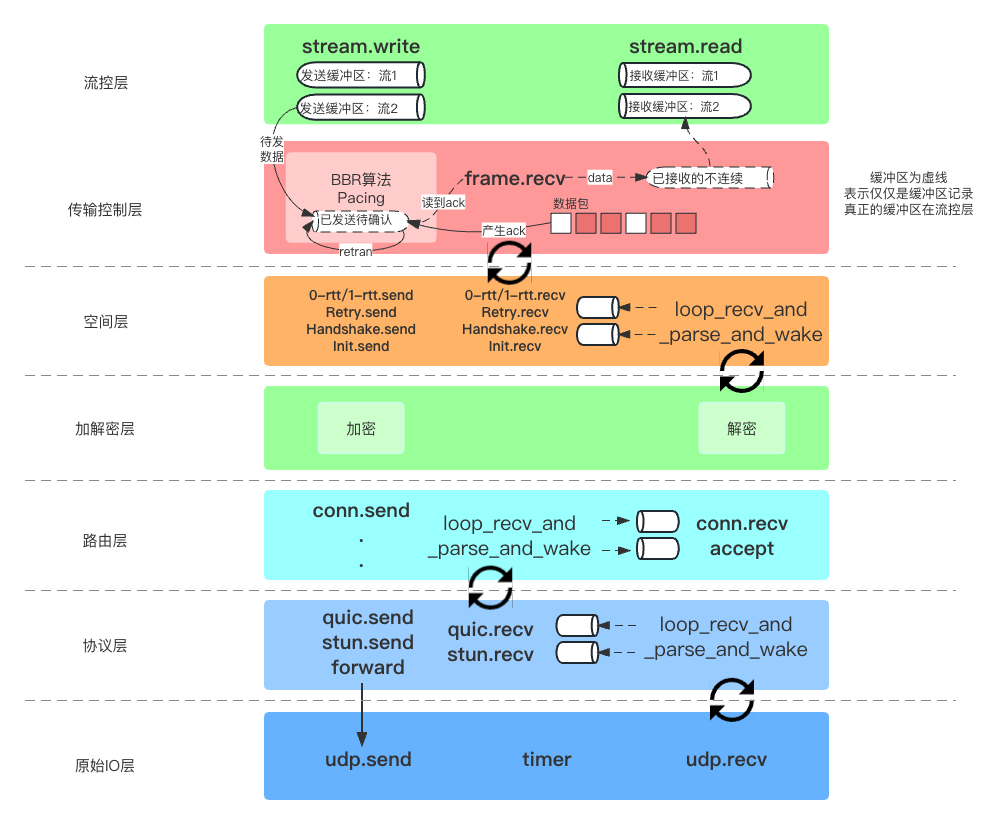 流控层
stream.write
发送缓冲区：流1
发送缓冲区：流2
stream.read
接收缓冲区：流1
接收缓冲区：流2
待发
数据
传输控制层
BBR算法
Pacing
已发送待确认
retran
读到ack
frame.recv
data
已接收的不连续
数据包
产生ack
缓冲区为虚线
表示仅仅是缓冲区记录
真正的缓冲区在流控层
空间层
0-rtt/1-rtt.send
Retry.send
Handshake.send
Init.send
0-rtt/1-rtt.recv
Retry.recv
Handshake.recv
Init.recv
loop_recv_and
_parse_and_wake
加解密层
加密
解密
路由层
conn.send
.
.
loop_recv_and
_parse_and_wake
conn.recv
accept
协议层
quic.send
stun.send
forward
quic.recv
stun.recv
loop_recv_and
_parse_and_wake
原始IO层
udp.send
timer
udp.recv